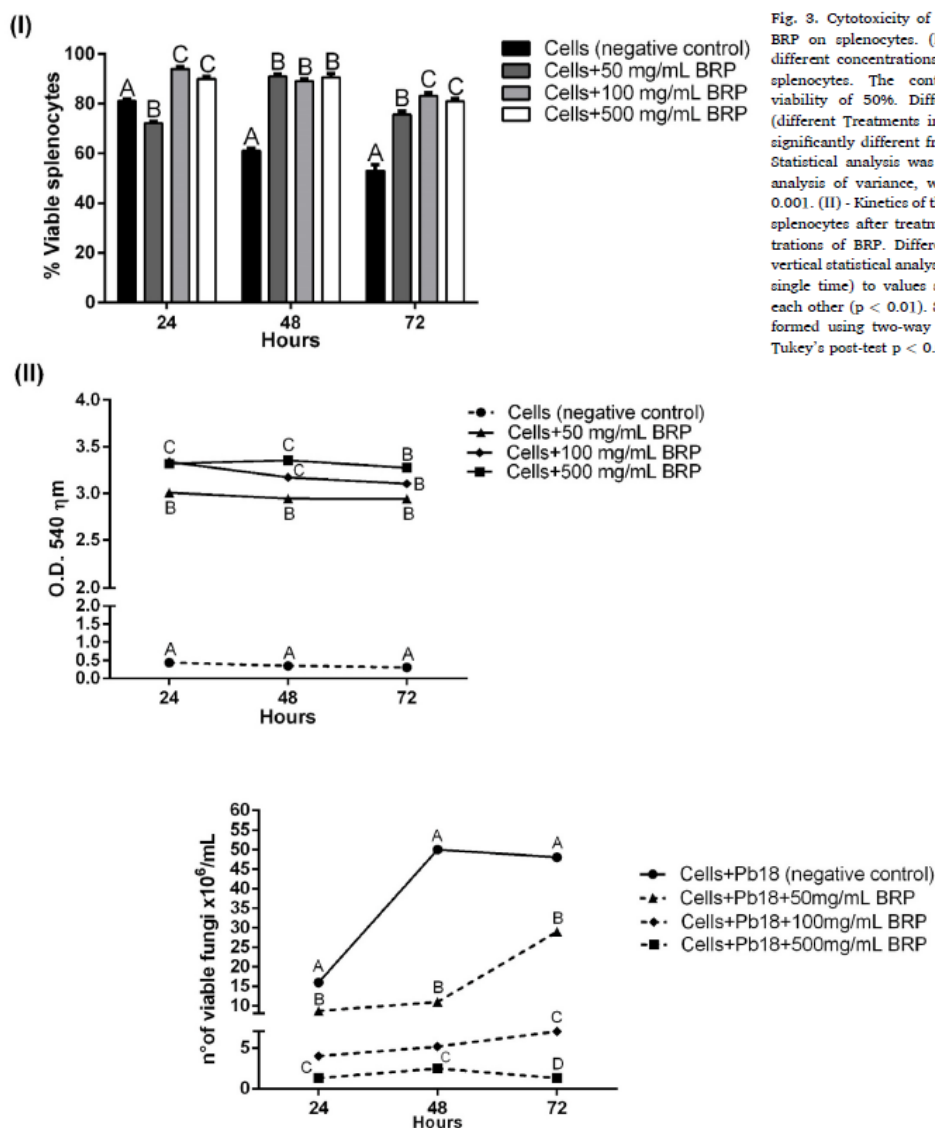 (I)
% Viable splenocytes
100
80
60
40
20
0
A
B
C
C
A
B
B
B
A
B
C
C
24
48
72
Hours
Cells (negative control)
Cells+50 mg/mL BRP
Cells+100 mg/mL BRP
Cells+500 mg/mL BRP
Fig. 3. Cytotoxicity of
BRP on splenocytes.
different concentrations
splenocytes. The
viability of 50%.
(different Treatments
significantly different
Statistical analysis was
analysis of variance,
0.001. (II) - Kinetics of
splenocytes after
trations of BRP.
vertical statistical
single time) to values
each other (p < 0.01).
formed using two-way
Tukey's post-test p <
(II)
O.D. 540 ηm
4.0
3.5
3.0
2.5
2.0
2.0
1.5
1.0
0.5
0.0
C
C
B
C
B
B
B
B
A
A
A
24
48
72
Hours
Cells (negative control)
Cells+50 mg/mL BRP
Cells+100 mg/mL BRP
Cells+500 mg/mL BRP
n°of viable fungi x10⁶/mL
60
55
50
45
40
35
30
25
20
15
10
5
0
A
A
A
B
B
B
C
C
C
D
24
48
72
Hours
Cells+Pb18 (negative control)
Cells+Pb18+50mg/mL BRP
Cells+Pb18+100mg/mL BRP
Cells+Pb18+500mg/mL BRP